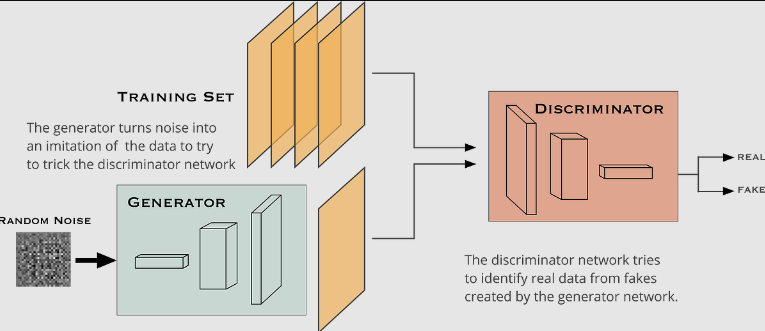 TRAINING SET
The generator turns noise into
an imitation of the data to try
to trick the discriminator network
RANDOM NOISE
GENERATOR
DISCRIMINATOR
REAL
FAKE
The discriminator network tries
to identify real data from fakes
created by the generator network.